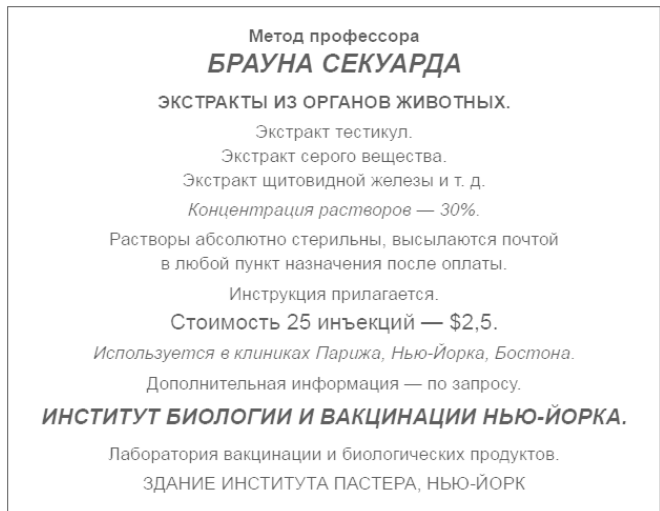 Метод профессора
БРАУНА СЕКУАРДА
ЭКСТРАКТЫ ИЗ ОРГАНОВ ЖИВОТНЫХ.
Экстракт тестикул.
Экстракт серого вещества.
Экстракт щитовидной железы и т. д.
Концентрация растворов — 30%.
Растворы абсолютно стерильны, высылаются почтой
в любой пункт назначения после оплаты.
Инструкция прилагается.
Стоимость 25 инъекций — $2,5.
Используется в клиниках Парижа, Нью-Йорка, Бостона.
Дополнительная информация — по запросу.
ИНСТИТУТ БИОЛОГИИ И ВАКЦИНАЦИИ НЬЮ-ЙОРКА.
Лаборатория вакцинации и биологических продуктов.
ЗДАНИЕ ИНСТИТУТА ПАСТЕРА, НЬЮ-ЙОРК